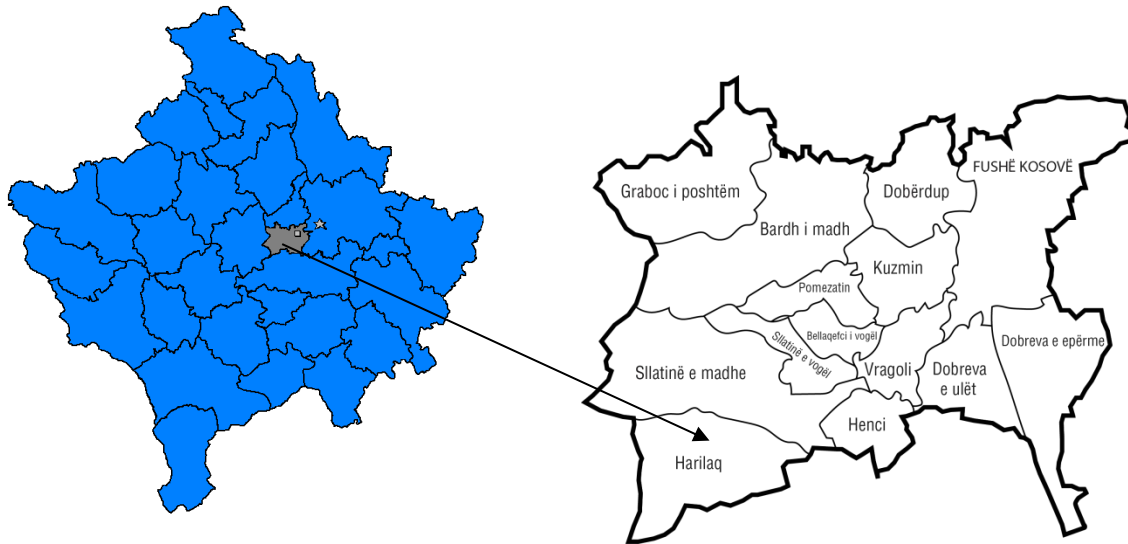 FUSHË KOSOVË
Graboc i poshtëm
Dobërdup
Bardh i madh
Kuzmin
Pomezatin
Bellaqefci i vogël
Dobreva e epërme
Sllatinë e vogël
Sllatinë e madhe
Vragoli
Dobreva
e ulët
Henci
Harilaq